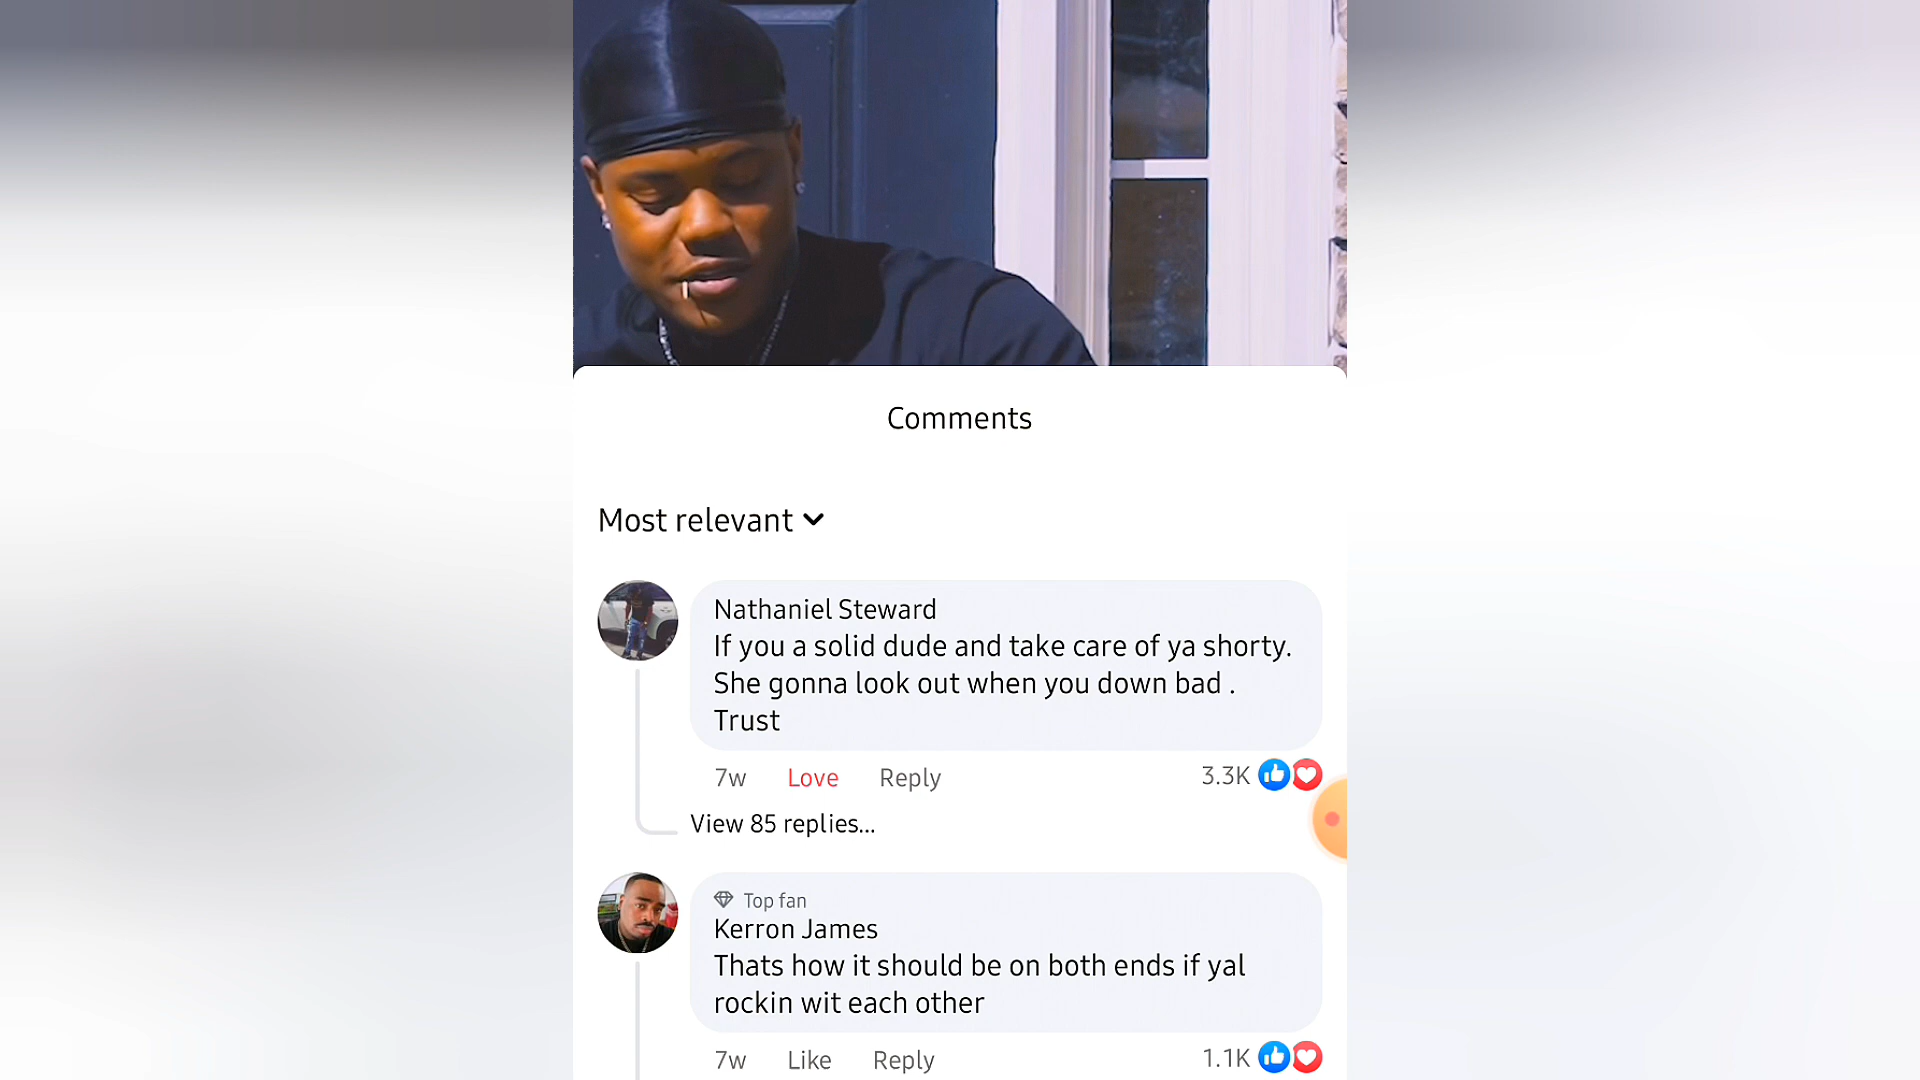 Comments
Most relevant
Nathaniel Steward
If you a solid dude and take care of ya shorty.
She gonna look out when you down bad .
Trust
7w Love Reply 3.3K
View 85 replies...
Top fan
Kerron James
Thats how it should be on both ends if yal
rockin wit each other
7w Like Reply 1.1K